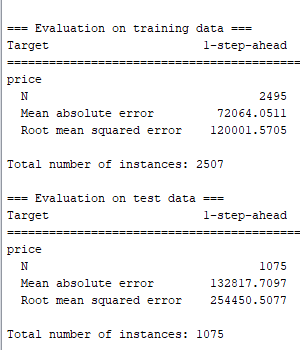 === Evaluation on training data ===
Target                     1-step-ahead
==========================================
price
  N                                2495
  Mean absolute error        72064.0511
  Root mean squared error   120001.5705

Total number of instances: 2507

=== Evaluation on test data ===
Target                     1-step-ahead
==========================================
price
  N                                1075
  Mean absolute error       132817.7097
  Root mean squared error   254450.5077

Total number of instances: 1075